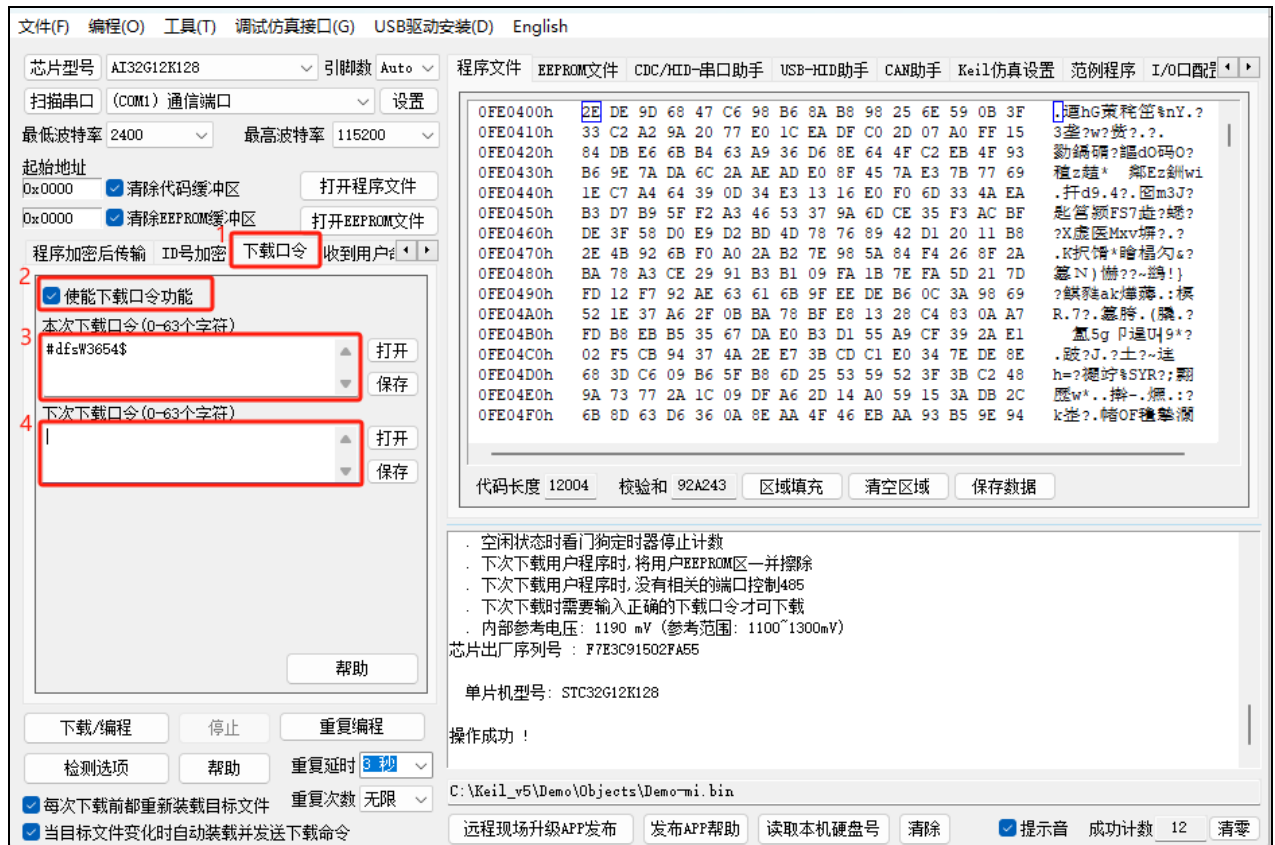 文件(F) 编程(O) 工具(T) 调试仿真接口(G) USB驱动安装(D) English
芯片型号 AI32G12K128 引脚数 Auto
扫描串口 (COM1) 通信端口 设置
最低波特率 2400 最高波特率 115200
起始地址
0x0000 清除代码缓冲区 打开程序文件
0x0000 清除EEPROM缓冲区 打开EEPROM文件
1
程序加密后传输 ID号加密 下载口令 收到用户
2
使能下载口令功能
本次下载口令(0-63个字符)
3
#dfsW3654$
打开
保存
下次下载口令(0-63个字符)
4
打开
保存
帮助
下载/编程 停止 重复编程
检测选项 帮助 重复延时 3 秒
每次下载前都重新装载目标文件 重复次数 无限
当目标文件变化时自动装载并发送下载命令
程序文件 EEPROM文件 CDC/HID-串口助手 USB-HID助手 CAN助手 Keil仿真设置 范例程序 I/O口配
0FE0400h 2E DE 9D 68 47 C6 98 B6 8A B8 98 25 6E 59 0B 3F
0FE0410h 33 C2 A2 9A 20 77 E0 1C EA DF C0 2D 07 A0 FF 15
0FE0420h 84 DB E6 6B B4 63 A9 36 D6 8E 64 4F C2 EB 4F 93
0FE0430h B6 9E 7A DA 6C 2A AE AD E0 8F 45 7A E3 7B 77 69
0FE0440h 1E C7 A4 64 39 0D 34 E3 13 16 E0 F0 6D 33 4A EA
0FE0450h B3 D7 B9 5F F2 A3 46 53 37 9A 6D CE 35 F3 AC BF
0FE0460h DE 3F 58 D0 E9 D2 BD 4D 78 76 89 42 D1 20 11 B8
0FE0470h 2E 4B 92 6B F0 A0 2A B2 7E 98 5A 84 F4 26 8F 2A
0FE0480h BA 78 A3 CE 29 91 B3 B1 09 FA 1B 7E FA 5D 21 7D
0FE0490h FD 12 F7 92 AE 63 61 6B 9F EE DE B6 0C 3A 98 69
0FE04A0h 52 1E 37 A6 2F 0B BA 78 BF E8 13 28 C4 83 0A A7
0FE04B0h FD B8 EB B5 35 67 DA E0 B3 D1 55 A9 CF 39 2A E1
0FE04C0h 02 F5 CB 94 37 4A 2E E7 3B CD C1 E0 34 7E DE 8E
0FE04D0h 68 3D C6 09 B6 5F B8 6D 25 53 59 52 3F 3B C2 48
0FE04E0h 9A 73 77 2A 1C 09 DF A6 2D 14 A0 59 15 3A DB 2C
0FE04F0h 6B 8D 63 D6 36 0A 8E AA 4F 46 EB AA 93 B5 9E 94
代码长度 12004 校验和 92A243 区域填充 清空区域 保存数据
. 空闲状态时看门狗定时器停止计数
. 下次下载用户程序时,将用户EEPROM区一并擦除
. 下次下载用户程序时,没有相关的端口控制485
. 下次下载时需要输入正确的下载口令才可下载
. 内部参考电压: 1190 mV (参考范围: 1100~1300mV)
芯片出厂序列号 : F7E3C91502FA55
单片机型号: STC32G12K128
操作成功 !
C:\Keil_v5\Demo\Objects\Demo-mi.bin
远程现场升级APP发布 发布APP帮助 读取本机硬盘号 清除 提示音 成功计数 12 清零